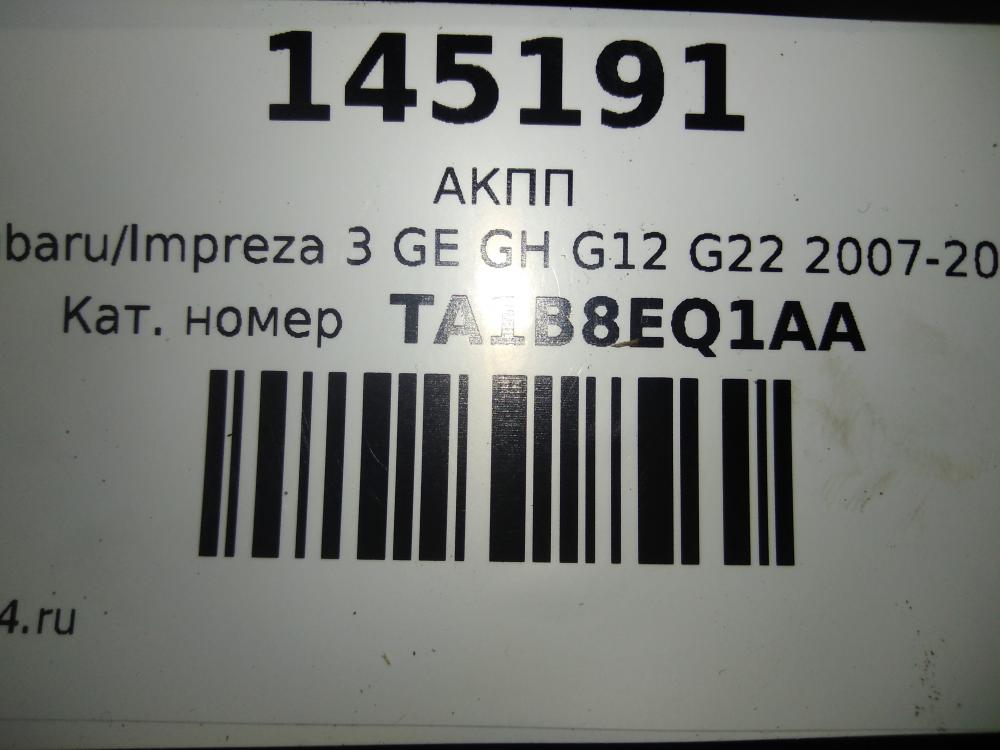 145191
АКПП
baru/Impreza 3 GE GH G12 G22 2007-20
Кат. номер TA1B8EQ1AA
4.ru